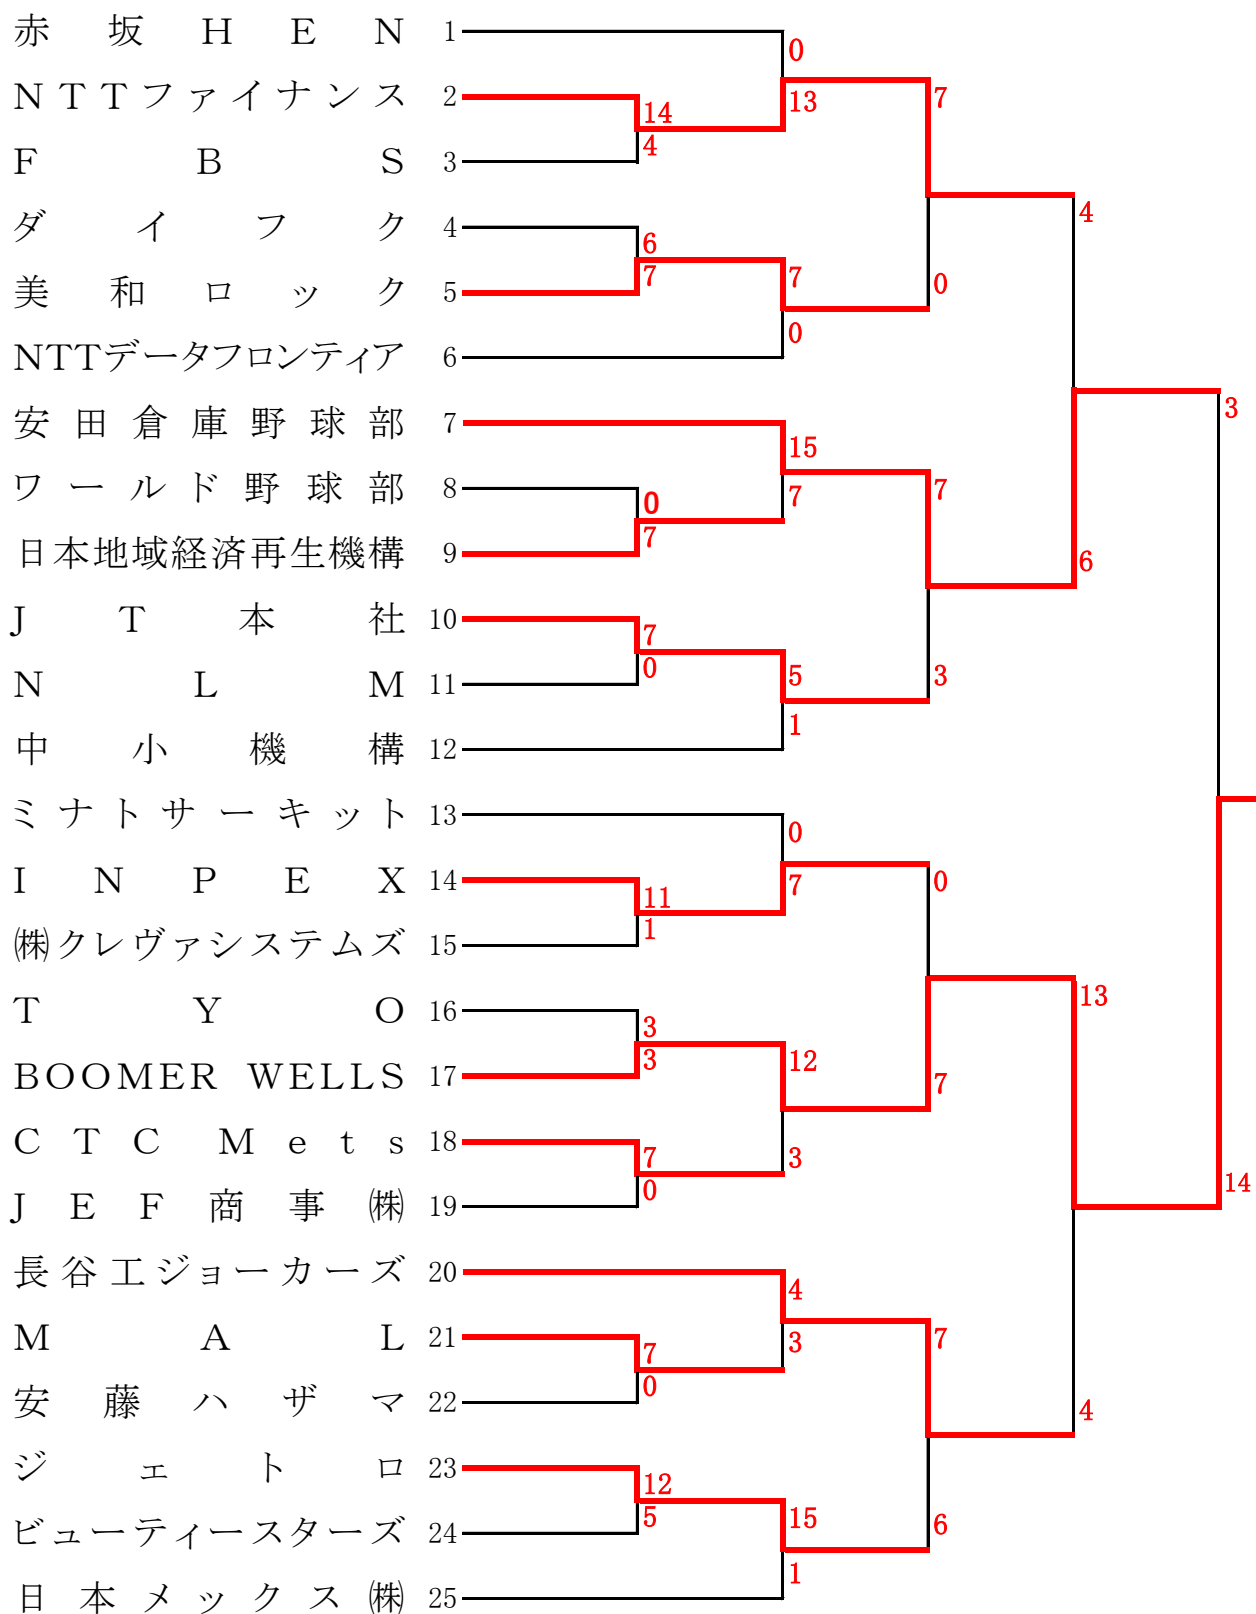 赤坂HEN 1
0
NTTファイナンス 2
7
13
14
4
FBS 3
4
ダイフク 4
6
7
7
0
美和ロック 5
0
NTTデータフロンティア 6
3
安田倉庫野球部 7
15
ワールド野球部 8
7
7
0
7
日本地域経済再生機構 9
6
JT本社 10
7
0
5
3
NLM 11
1
中小機構 12
ミナトサーキット 13
0
INPEX 14
7
0
11
1
㈱クレヴァシステムズ 15
13
TYO 16
3
3
12
BOOMER WELLS 17
7
CTC Mets 18
7
3
0
14
JEF商事㈱ 19
長谷工ジョーカーズ 20
4
MAL 21
3
7
7
0
安藤ハザマ 22
4
ジェトロ 23
12
5
15
6
ビューティースターズ 24
1
日本メックス㈱ 25